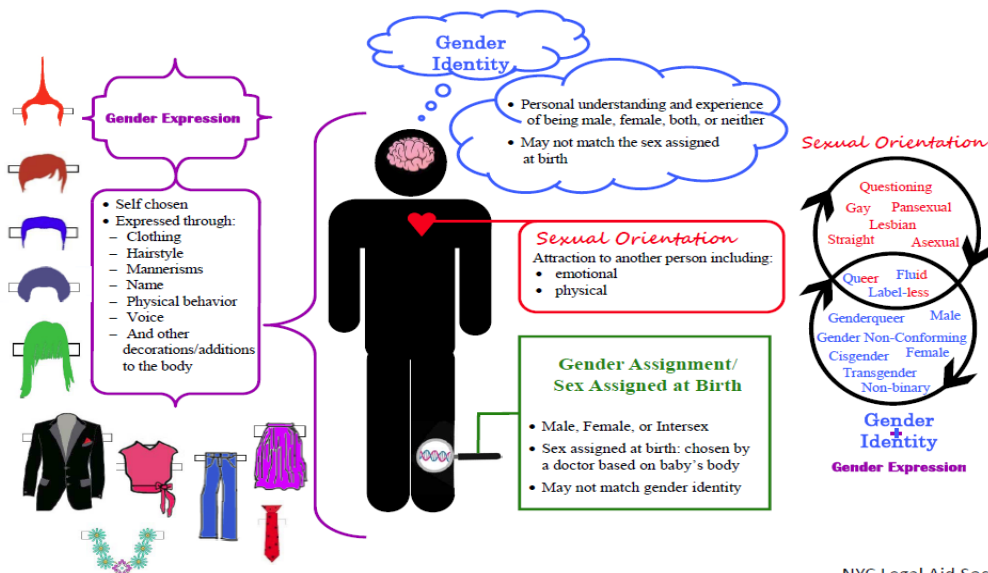 Gender
Identity
Gender Expression
• Personal understanding and experience
of being male, female, both, or neither
• May not match the sex assigned
at birth
• Self chosen
• Expressed through:
– Clothing
– Hairstyle
– Mannerisms
– Name
– Physical behavior
– Voice
– And other
decorations/additions
to the body
Sexual Orientation
Attraction to another person including:
• emotional
• physical
Gender Assignment/
Sex Assigned at Birth
• Male, Female, or Intersex
• Sex assigned at birth: chosen by
a doctor based on baby's body
• May not match gender identity
Sexual Orientation
Questioning
Gay Pansexual
Lesbian
Straight Asexual
Queer Fluid
Label-less
Genderqueer Male
Gender Non-Conforming
Cisgender Female
Transgender
Non-binary
Gender
+
Identity
Gender Expression
NYC Legal Aid